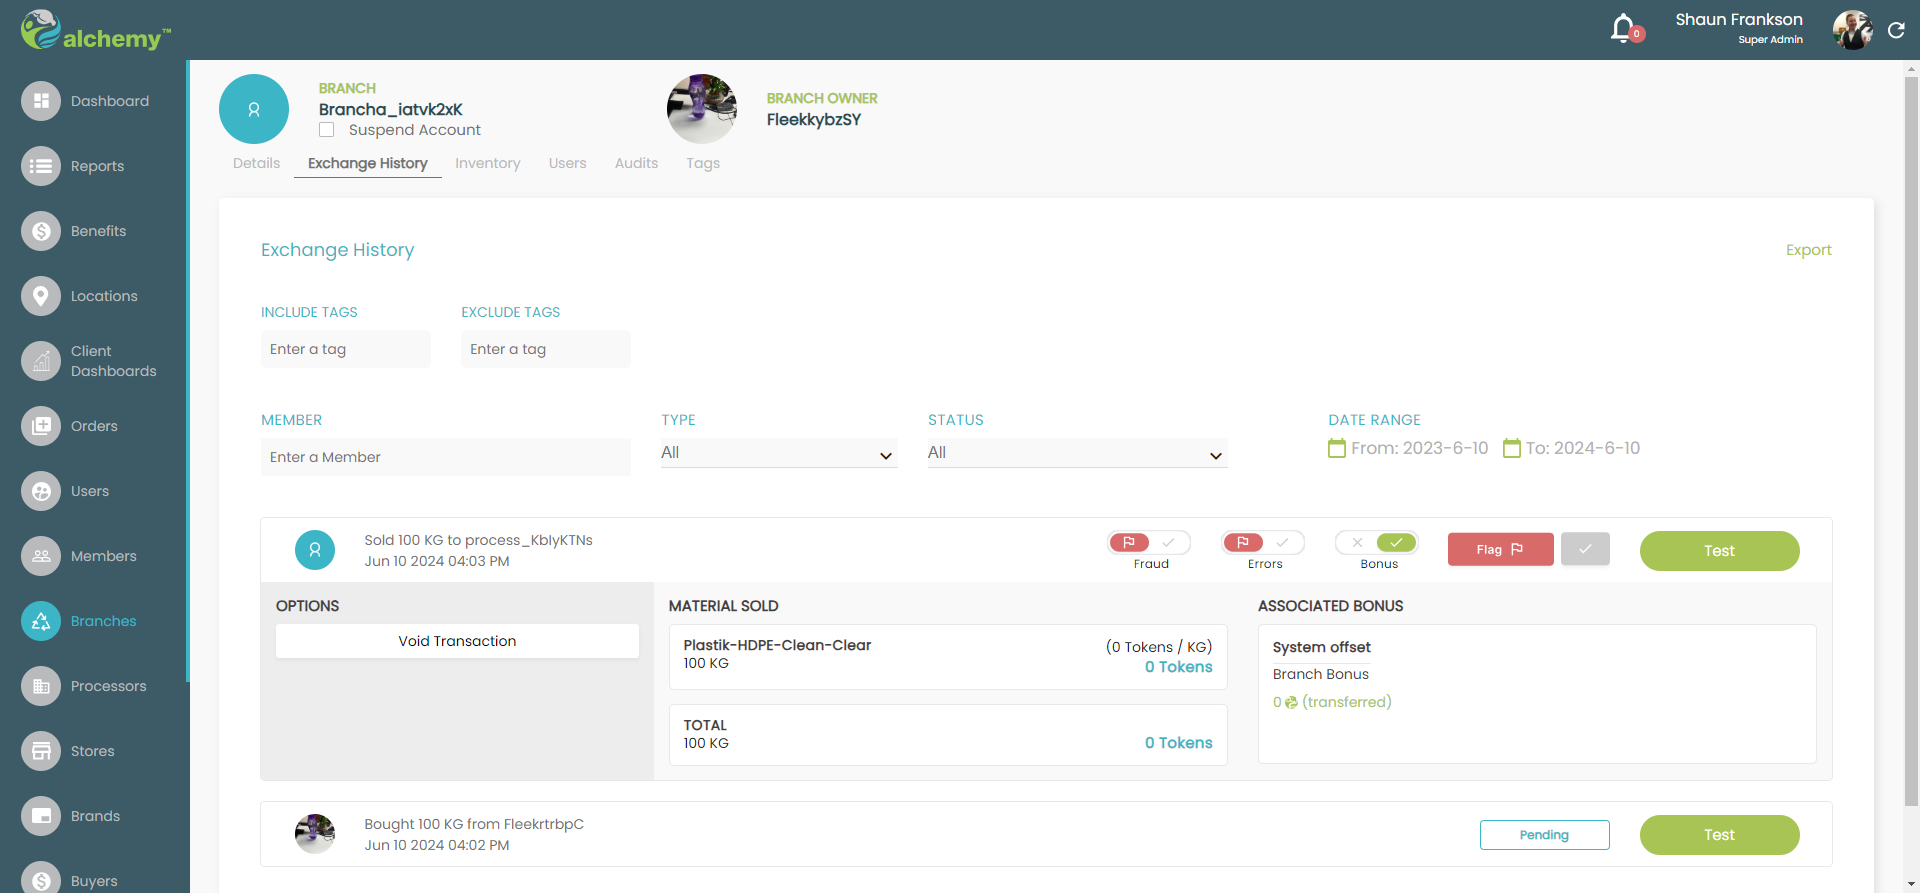 alchemy™
0
Shaun Frankson
Super Admin
Dashboard
Reports
Benefits
Locations
Client
Dashboards
Orders
Users
Members
Branches
Processors
Stores
Brands
Buyers
BRANCH
Brancha_iatvk2xK
Suspend Account
BRANCH OWNER
FleekkybzSY
Details Exchange History Inventory Users Audits Tags
Exchange History
Export
INCLUDE TAGS EXCLUDE TAGS
Enter a tag Enter a tag
MEMBER TYPE STATUS DATE RANGE
Enter a Member All All From: 2023-6-10 To: 2024-6-10
Sold 100 KG to process_KbIyKTNs
Jun 10 2024 04:03 PM
Fraud Errors Bonus
Flag
Test
OPTIONS
Void Transaction
MATERIAL SOLD
Plastik-HDPE-Clean-Clear (0 Tokens / KG)
100 KG 0 Tokens
TOTAL
100 KG 0 Tokens
ASSOCIATED BONUS
System offset
Branch Bonus
0 (transferred)
Bought 100 KG from FleekrtrbpC
Jun 10 2024 04:02 PM
Pending
Test